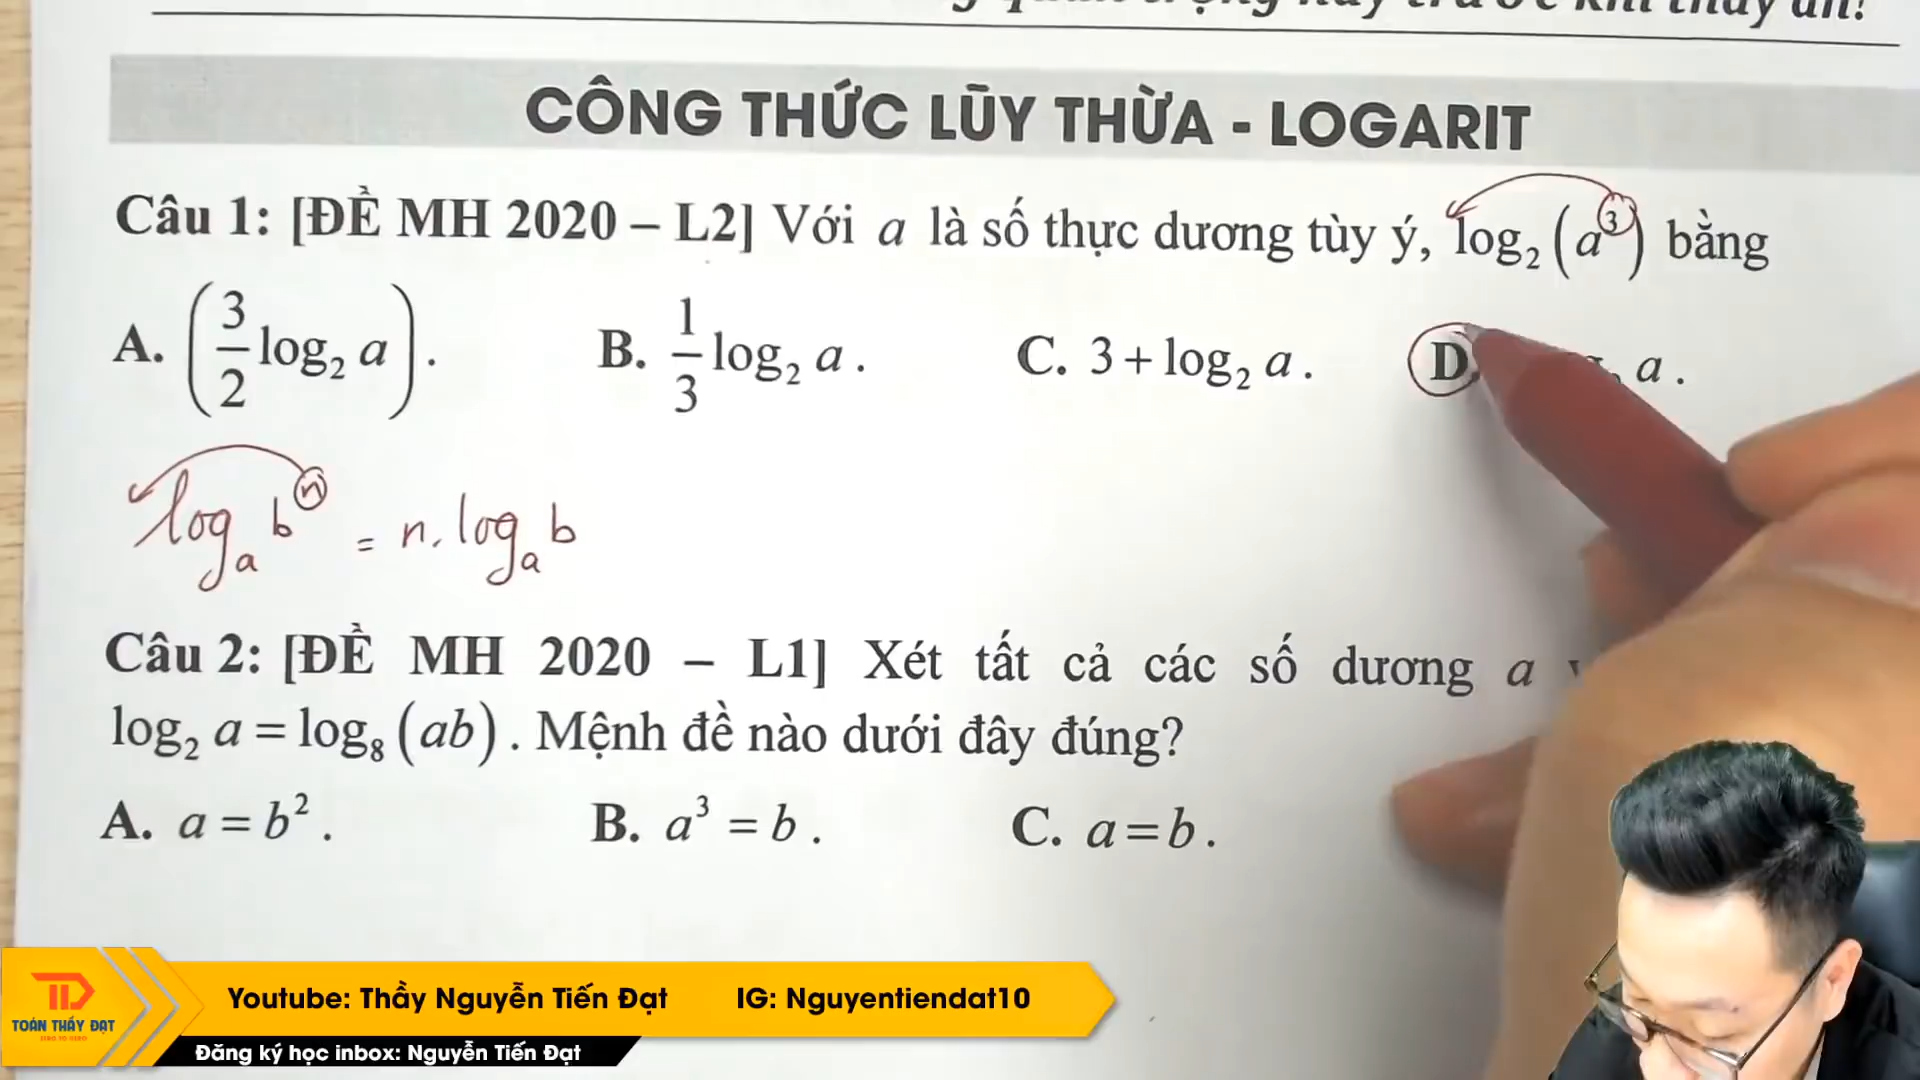 CÔNG THỨC LŨY THỪA - LOGARIT
Câu 1: [ĐỀ MH 2020 – L2] Với a là số thực dương tùy ý, log₂(a³) bằng
A. (3/2 log₂ a). B. 1/3 log₂ a. C. 3 + log₂ a. D. a.
logₐ bⁿ = n. logₐ b
Câu 2: [ĐỀ MH 2020 – L1] Xét tất cả các số dương a
log₂ a = log₈(ab). Mệnh đề nào dưới đây đúng?
A. a = b². B. a³ = b. C. a = b.
Youtube: Thầy Nguyễn Tiến Đạt IG: Nguyentiendat10
TOÁN THẦY ĐẠT
Đăng ký học inbox: Nguyễn Tiến Đạt